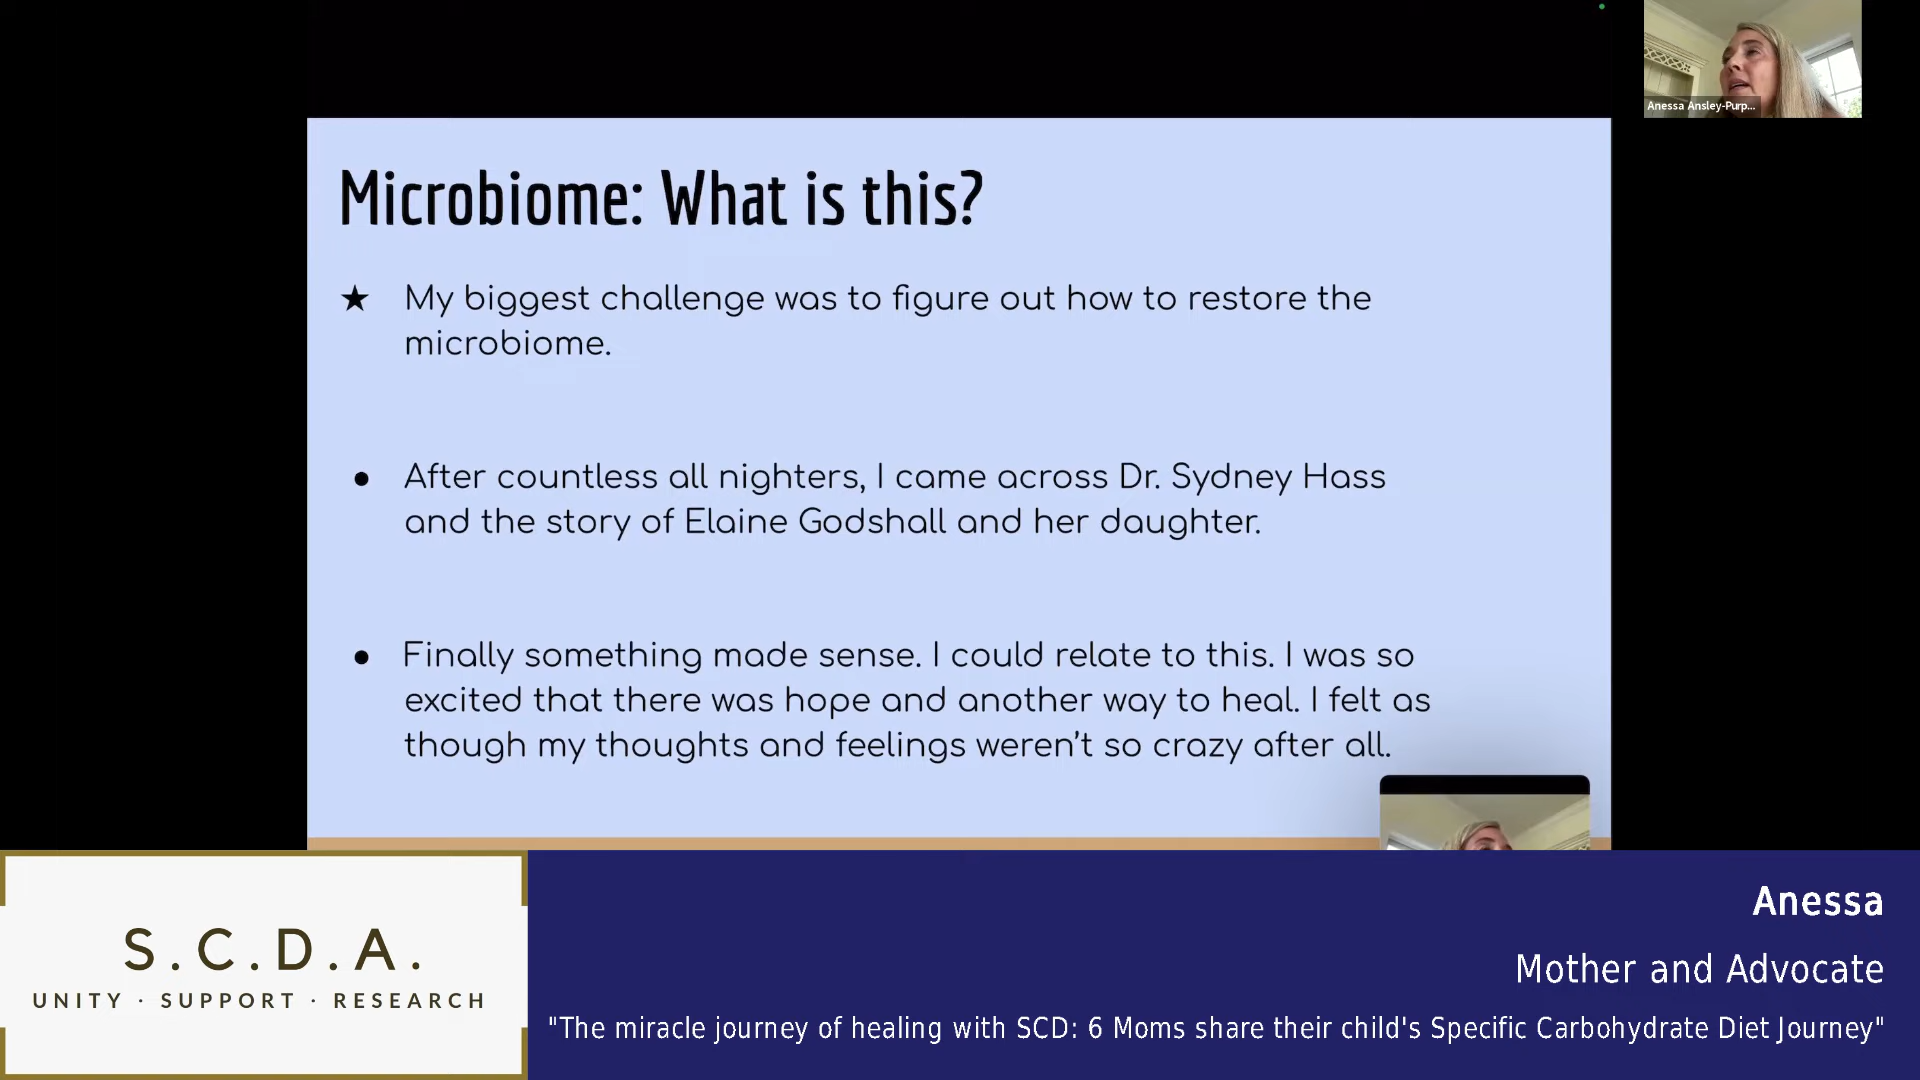 Anessa Ansley-Purp...
Microbiome: What is this?
★ My biggest challenge was to figure out how to restore the
microbiome.
● After countless all nighters, I came across Dr. Sydney Hass
and the story of Elaine Godshall and her daughter.
● Finally something made sense. I could relate to this. I was so
excited that there was hope and another way to heal. I felt as
though my thoughts and feelings weren’t so crazy after all.
S.C.D.A.
UNITY · SUPPORT · RESEARCH
Anessa
Mother and Advocate
"The miracle journey of healing with SCD: 6 Moms share their child's Specific Carbohydrate Diet Journey"